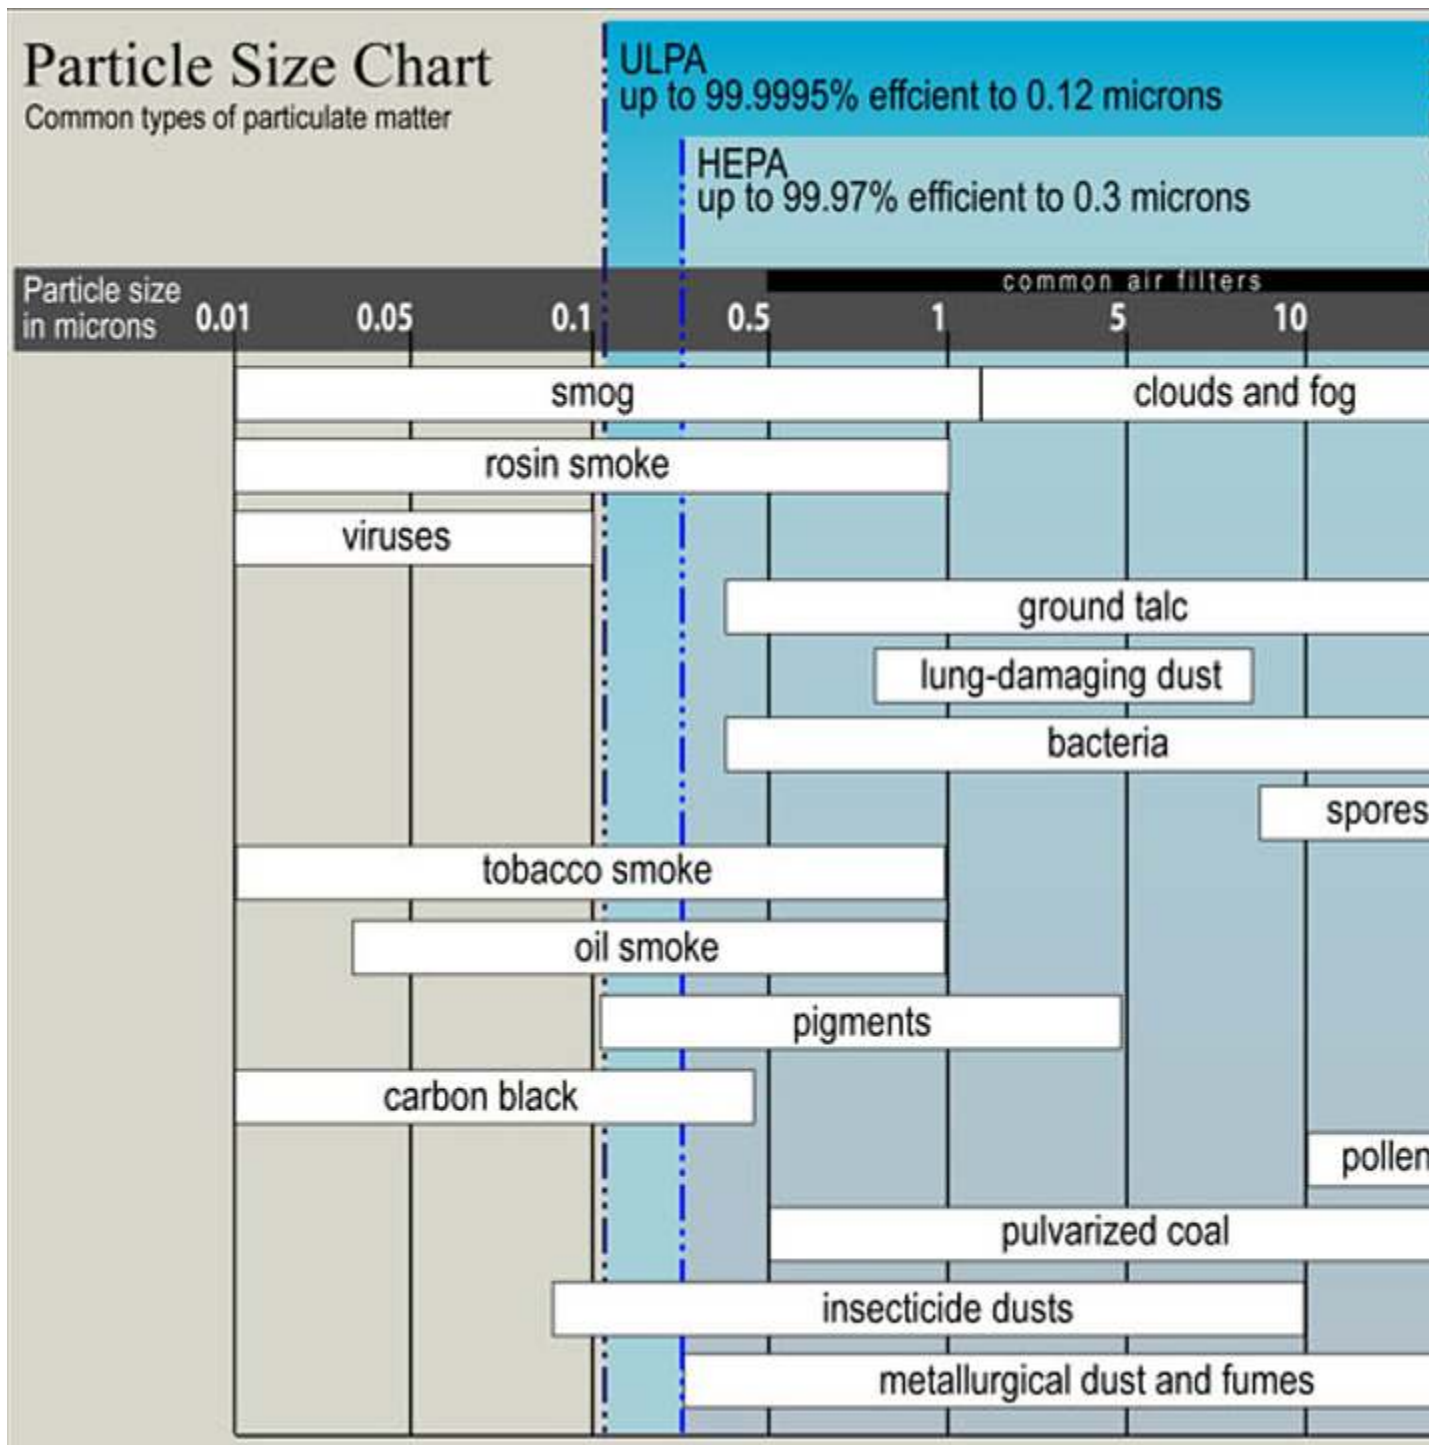 Particle Size Chart
Common types of particulate matter
ULPA
up to 99.9995% effcient to 0.12 microns
HEPA
up to 99.97% efficient to 0.3 microns
common air filters
Particle size
in microns 0.01 0.05 0.1 0.5 1 5 10
smog clouds and fog
rosin smoke
viruses
ground talc
lung-damaging dust
bacteria
spores
tobacco smoke
oil smoke
pigments
carbon black
pollen
pulvarized coal
insecticide dusts
metallurgical dust and fumes